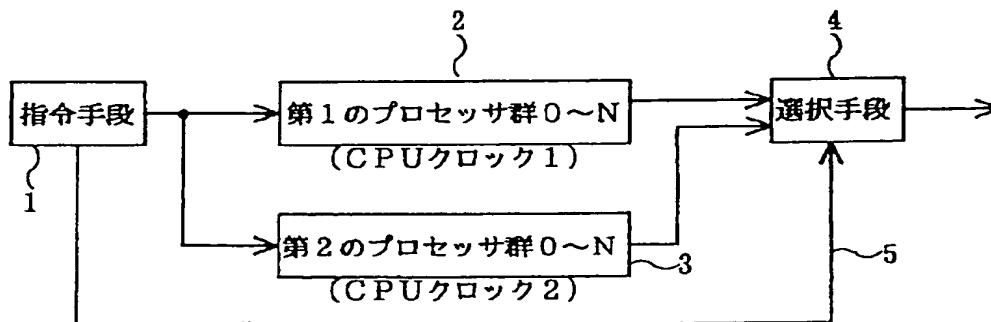 2
4
指令手段
第1のプロセッサ群0～N
選択手段
(CPUクロック1)
1
第2のプロセッサ群0～N
3
5
(CPUクロック2)